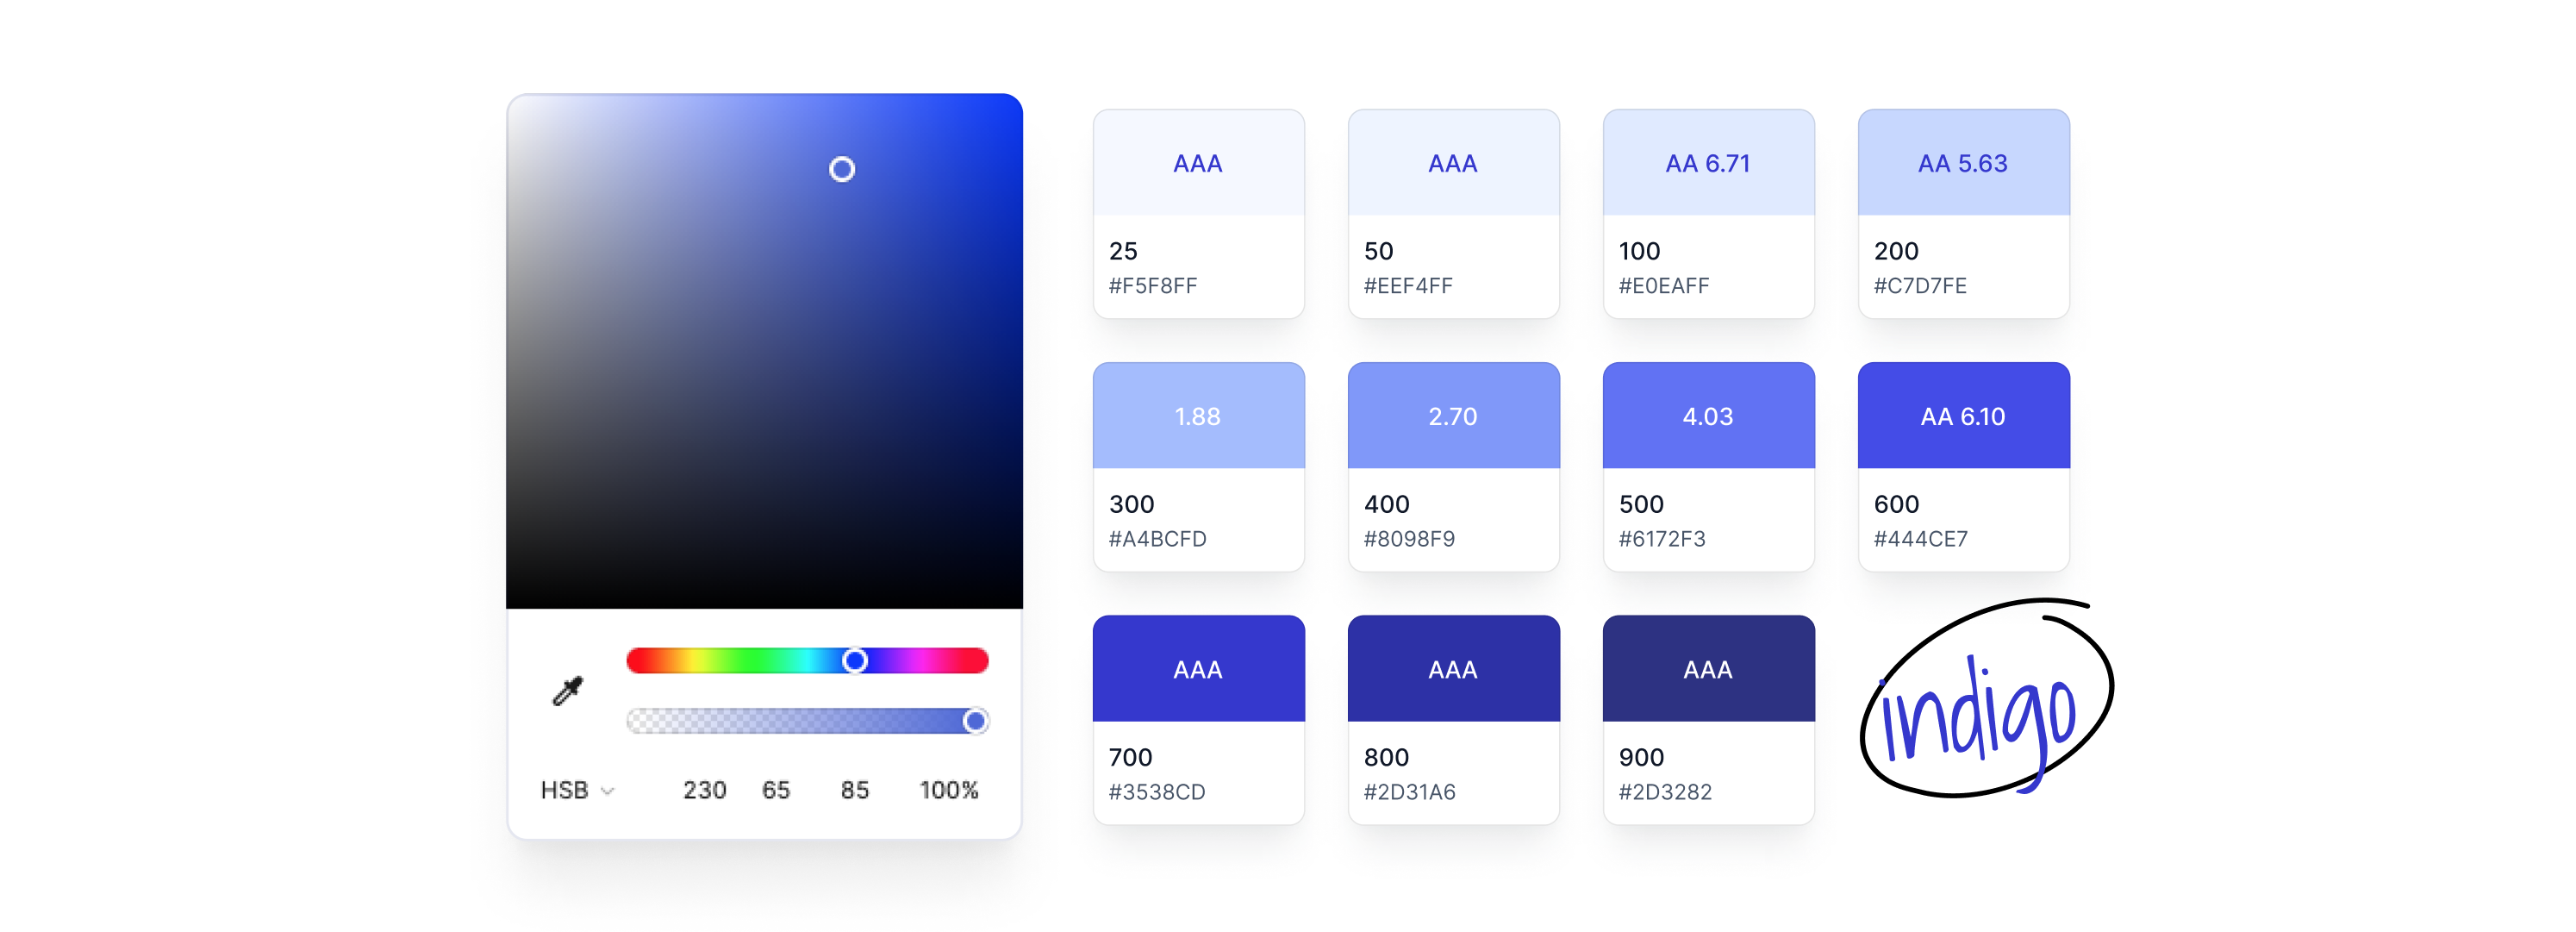 HSB 230 65 85 100%
AAA
25
#F5F8FF
AAA
50
#EEF4FF
AA 6.71
100
#E0EAFF
AA 5.63
200
#C7D7FE
1.88
300
#A4BCFD
2.70
400
#8098F9
4.03
500
#6172F3
AA 6.10
600
#444CE7
AAA
700
#3538CD
AAA
800
#2D31A6
AAA
900
#2D3282
indigo